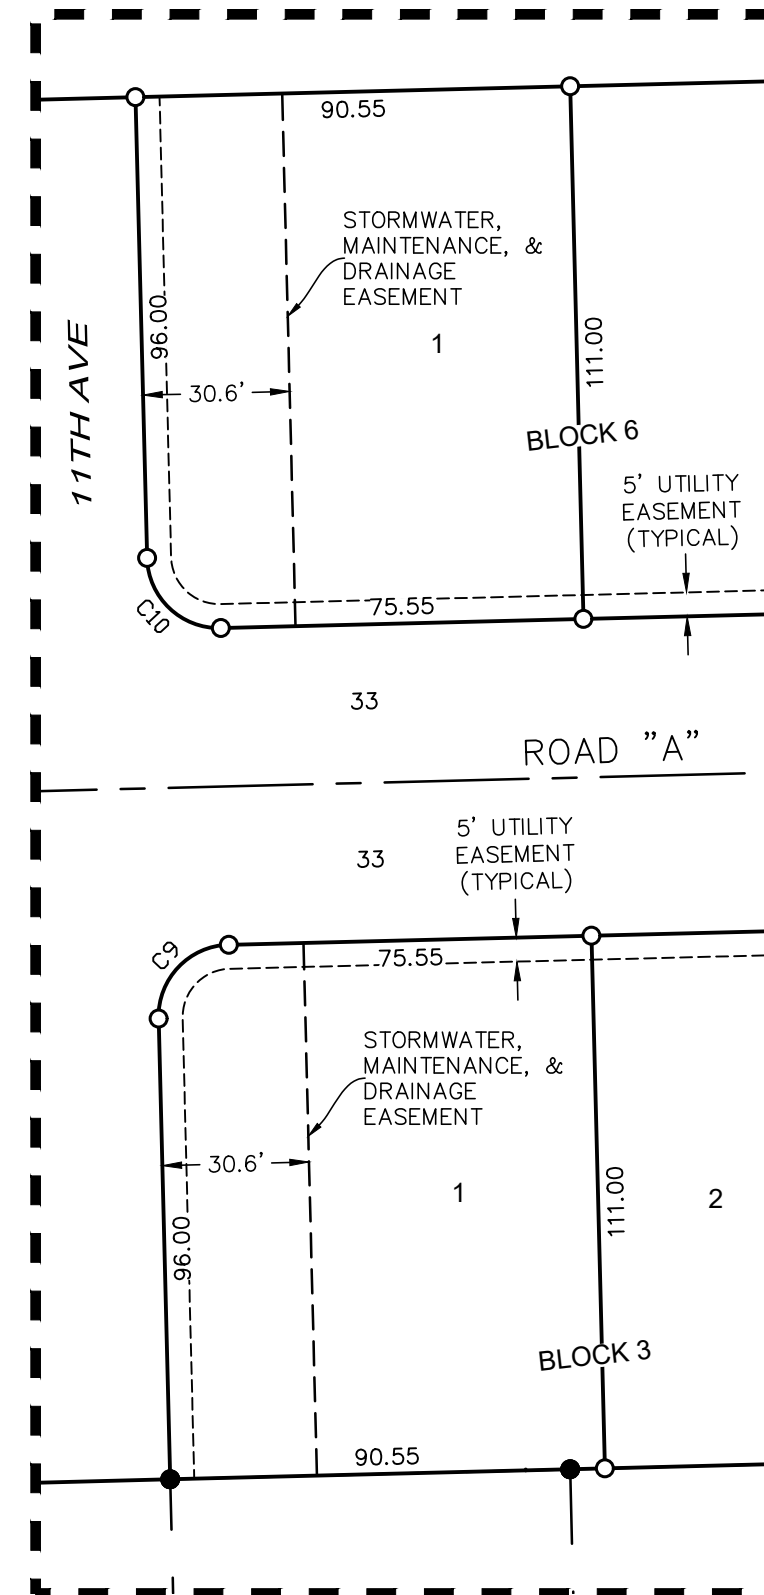 90.55
STORMWATER,
MAINTENANCE, &
DRAINAGE
EASEMENT
96.00
11TH AVE
1
111.00
30.6'
BLOCK 6
5' UTILITY
EASEMENT
(TYPICAL)
C10
75.55
33
ROAD "A"
33
5' UTILITY
EASEMENT
(TYPICAL)
C9
75.55
STORMWATER,
MAINTENANCE, &
DRAINAGE
EASEMENT
30.6'
1
111.00
2
96.00
BLOCK 3
90.55